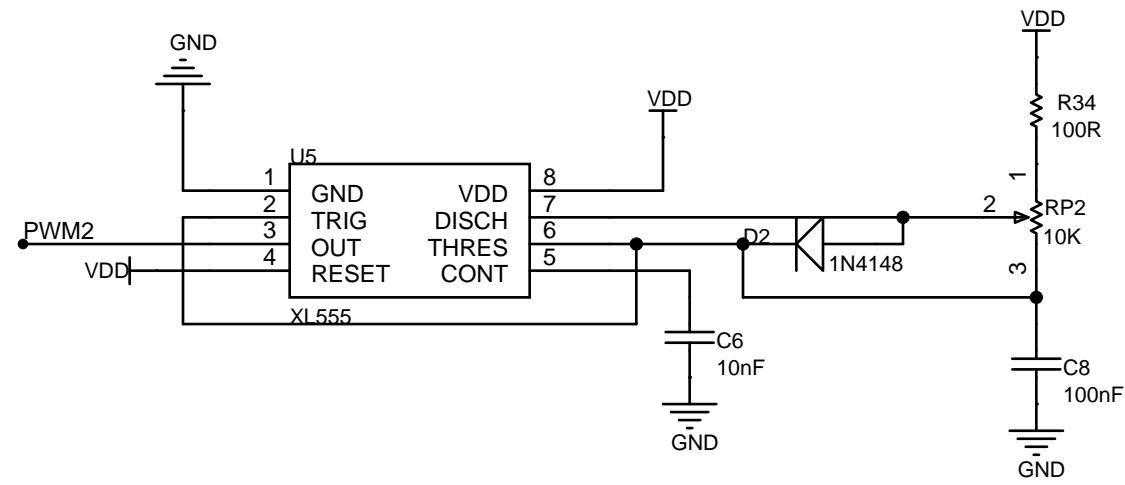 VDD
GND
R34
100R
VDD
U5
1
1
8
GND
VDD
2
7
2
RP2
TRIG
DISCH
PWM2
3
6
D2
10K
OUT
THRES
4
5
1N4148
3
VDD
RESET
CONT
XL555
C6
10nF
C8
100nF
GND
GND